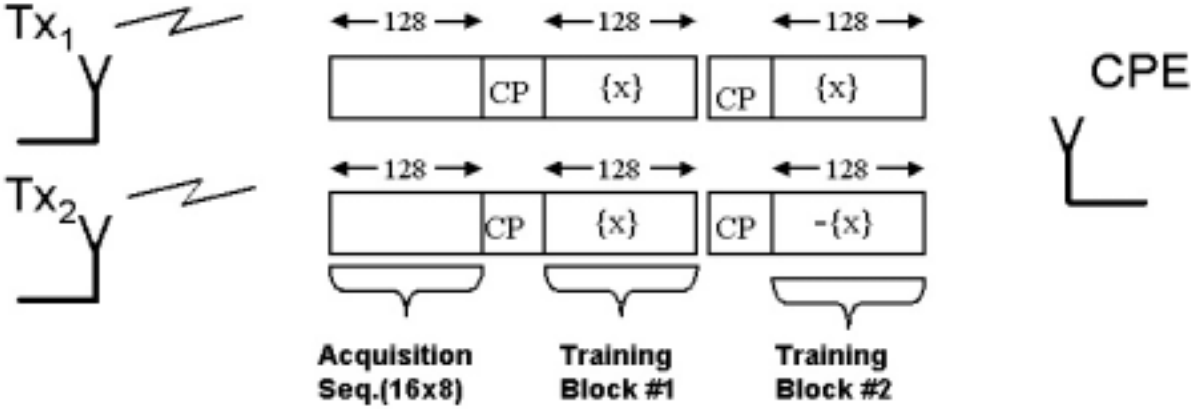 Tx1
128 128 128
CP {x} CP {x}
CPE
128 128 128
Tx2
CP {x} CP -{x}
Acquisition Training Training
Seq.(16x8) Block #1 Block #2